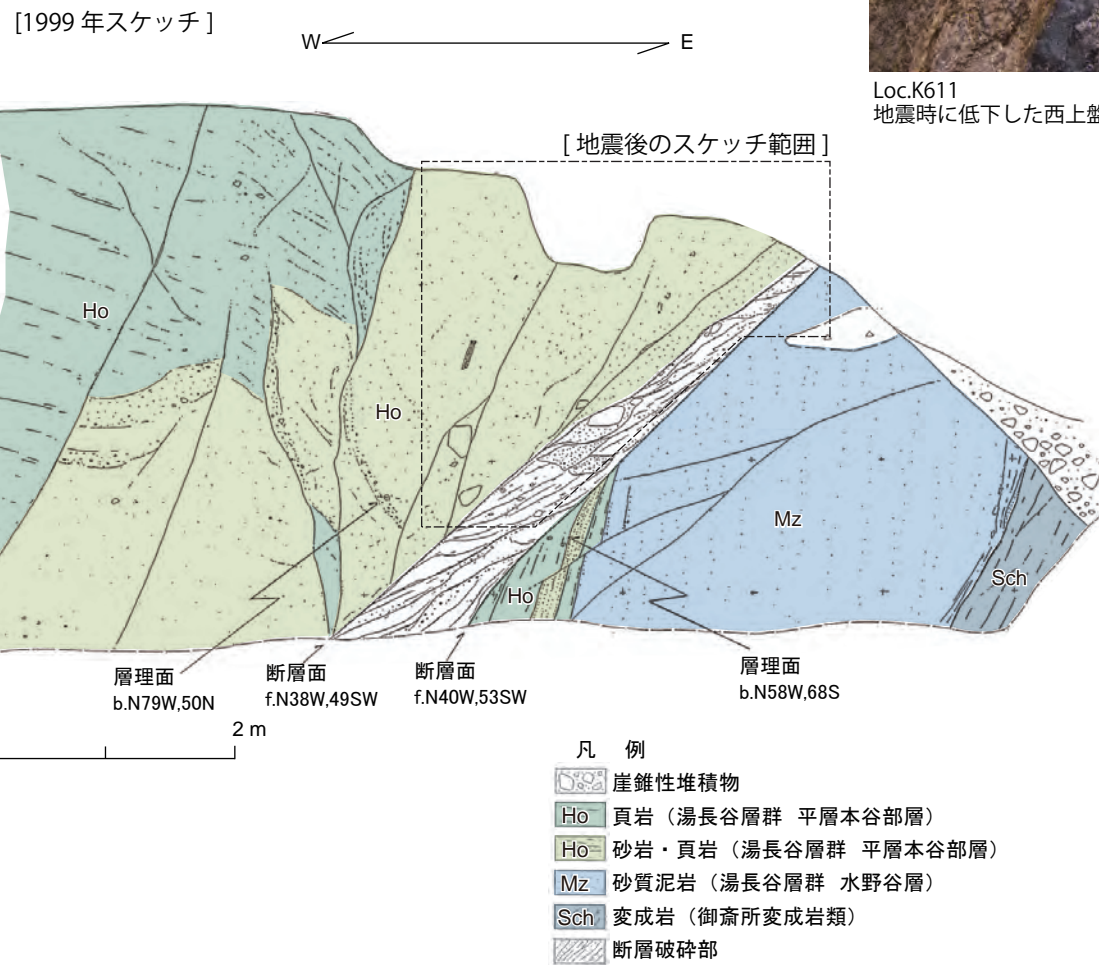 [1999 年スケッチ]
W E
Loc.K611
地震時に低下した西上盤
[ 地震後のスケッチ範囲 ]
Ho
Ho
Mz
Ho
Sch
層理面
b.N79W,50N
断層面
f.N38W,49SW
断層面
f.N40W,53SW
層理面
b.N58W,68S
2 m
凡 例
崖錐性堆積物
Ho 頁岩（湯長谷層群 平層本谷部層）
Ho 砂岩・頁岩（湯長谷層群 平層本谷部層）
Mz 砂質泥岩（湯長谷層群 水野谷層）
Sch 変成岩（御斎所変成岩類）
断層破砕部